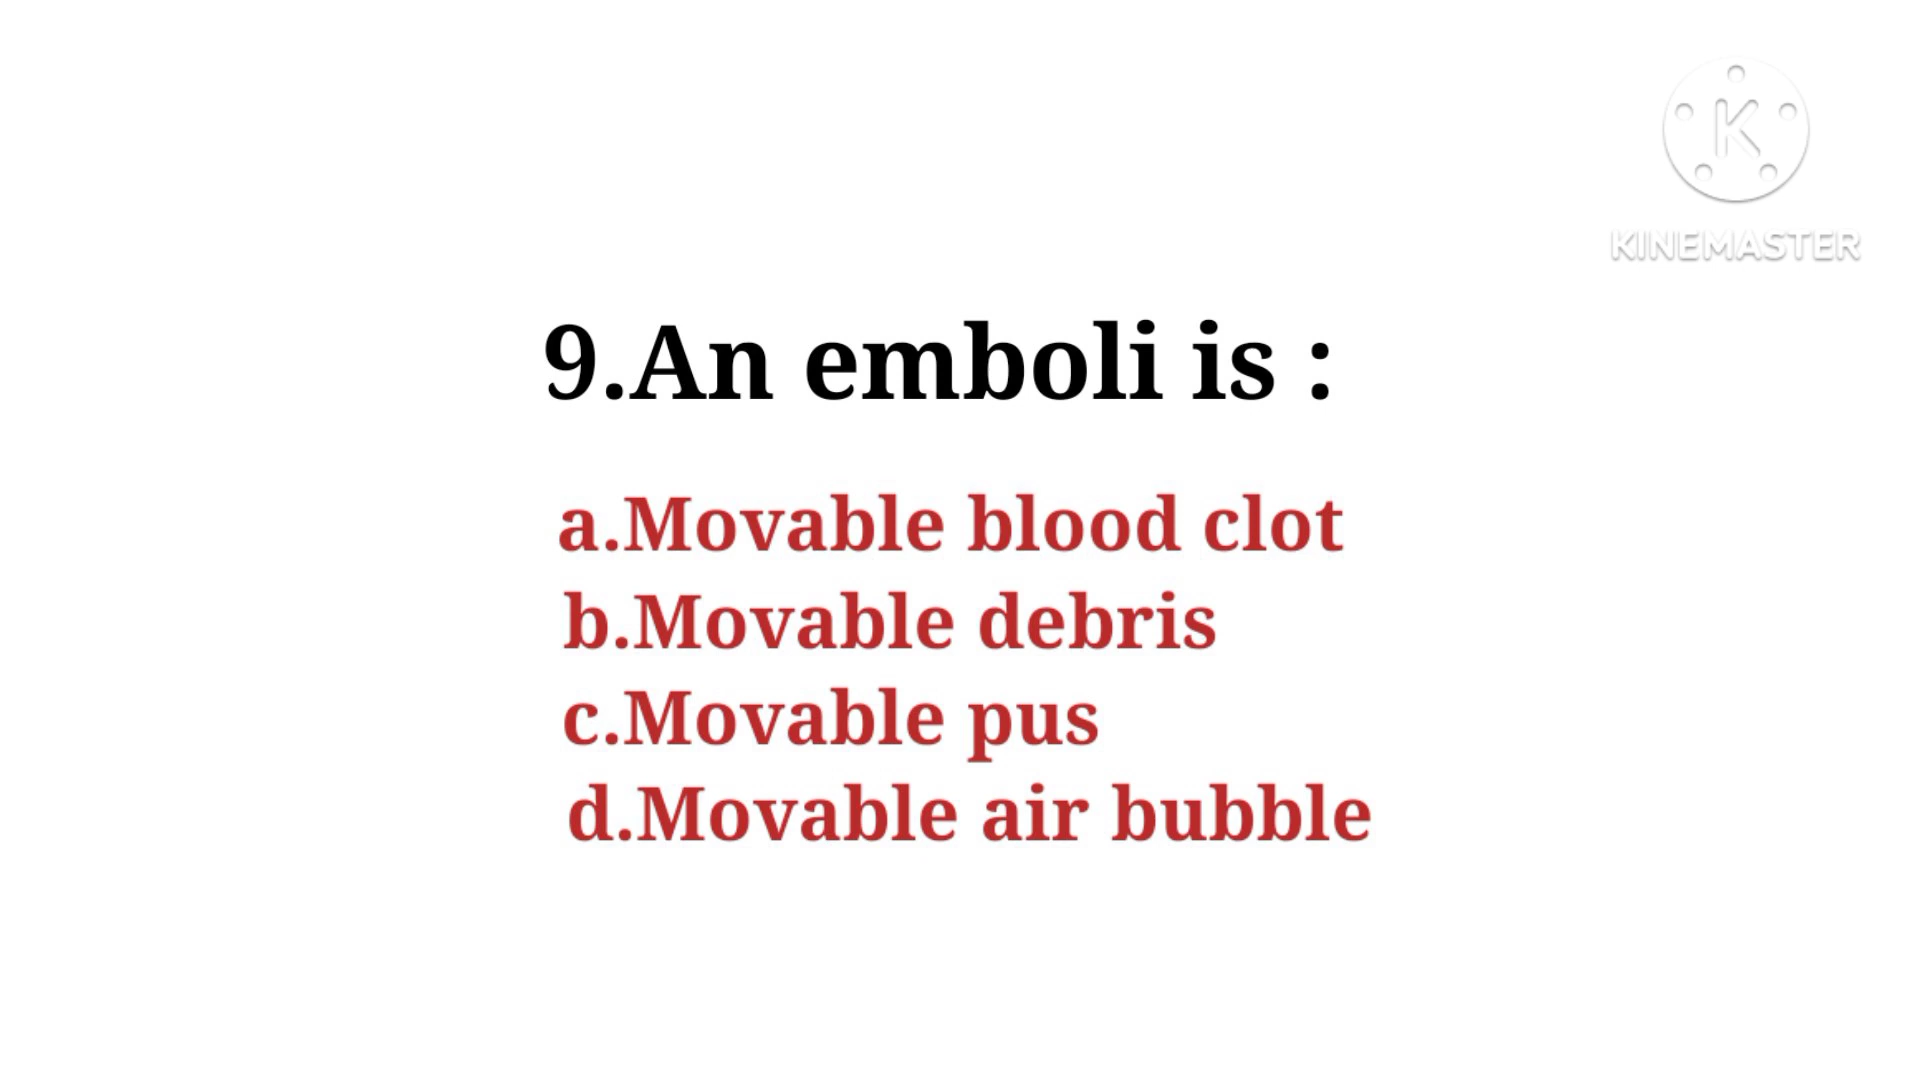 K
KINEMASTER
9.An emboli is :
a.Movable blood clot
b.Movable debris
c.Movable pus
d.Movable air bubble